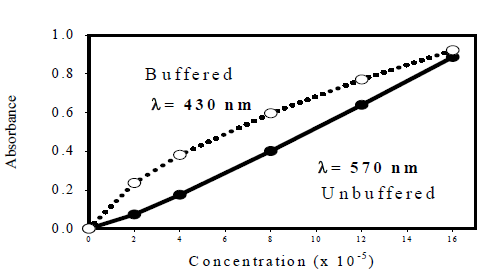 1.0
0.8
0.6
0.4
0.2
0.0
Absorbance
Buffered
λ = 430 nm
λ = 570 nm
Unbuffered
0 2 4 6 8 10 12 14 16
Concentration (x 10⁻⁵)